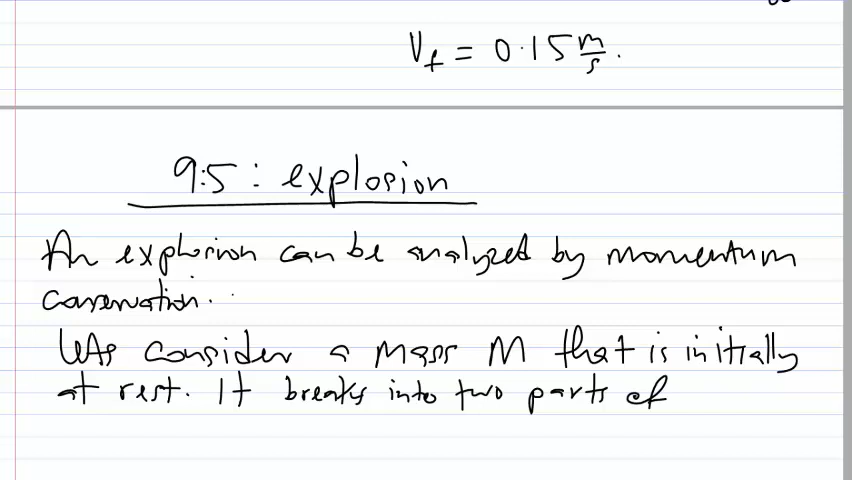 V_f = 0.15 m/s.
9.5 : explosion
An explosion can be analyzed by momentum
conservation.
Lets consider a mass M that is initially
at rest. It breaks into two parts of